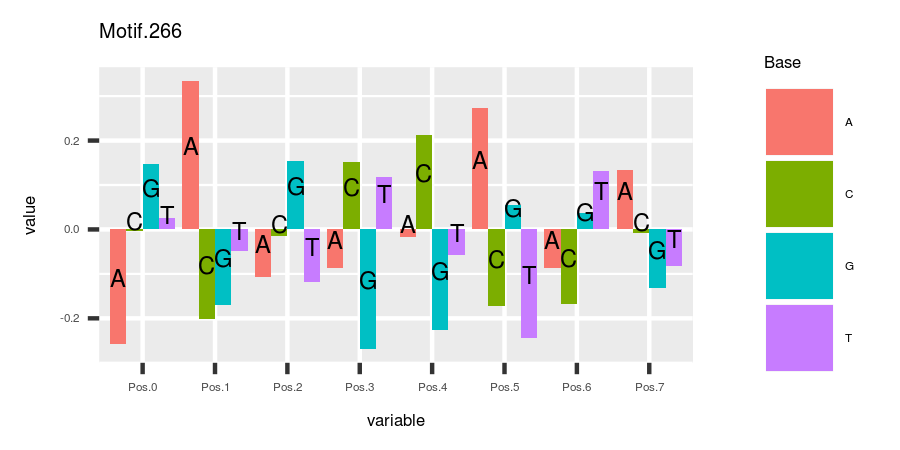 Motif.266
value
0.2
0.0
-0.2
A C G T A C G T A C G T A C G T A C G T A C G T A C G T A C G T
Pos.0 Pos.1 Pos.2 Pos.3 Pos.4 Pos.5 Pos.6 Pos.7
variable
Base
A
C
G
T